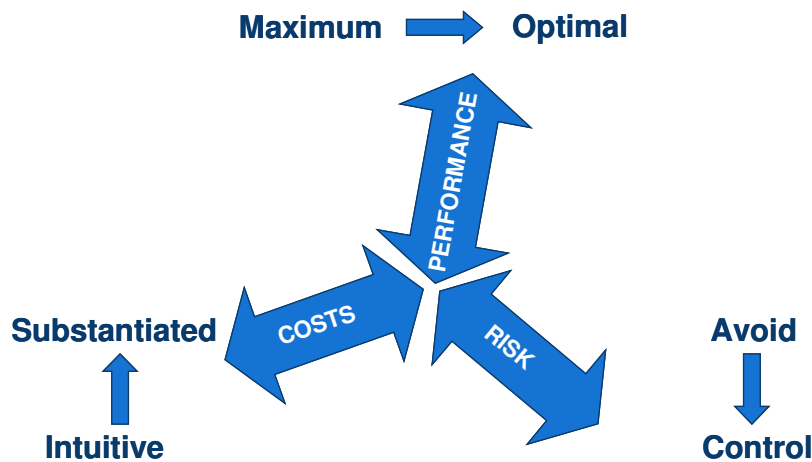 Maximum Optimal
PERFORMANCE
COSTS
RISK
Substantiated
Intuitive
Avoid
Control